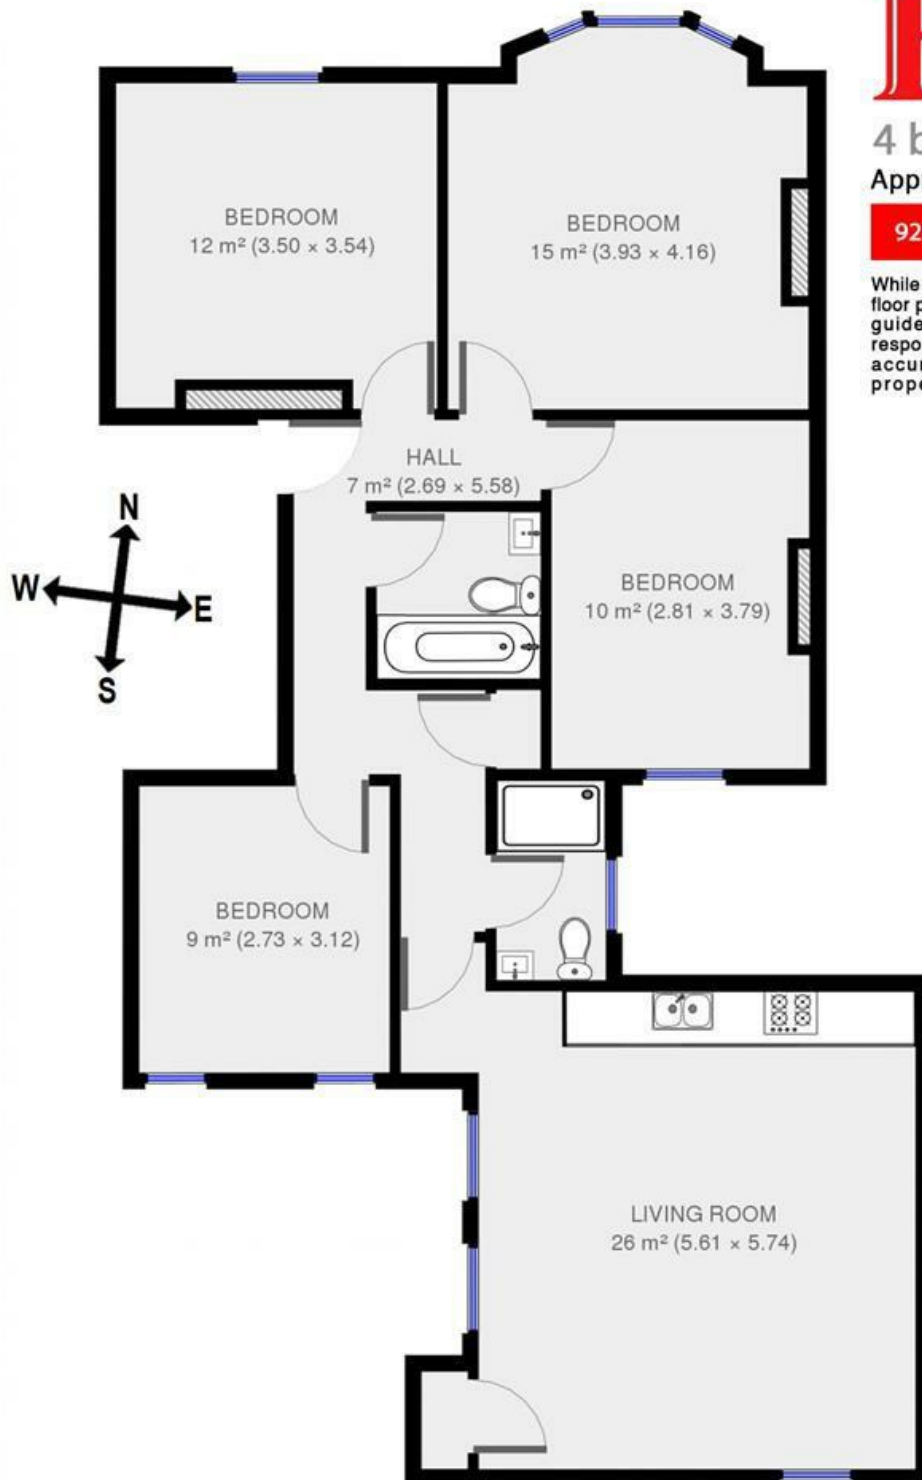 BEDROOM
12 m² (3.50 × 3.54)
BEDROOM
15 m² (3.93 × 4.16)
4 b
App
92
While
floor p
guide
respo
accur
prope
HALL
7 m² (2.69 × 5.58)
N
W
E
S
BEDROOM
10 m² (2.81 × 3.79)
BEDROOM
9 m² (2.73 × 3.12)
LIVING ROOM
26 m² (5.61 × 5.74)